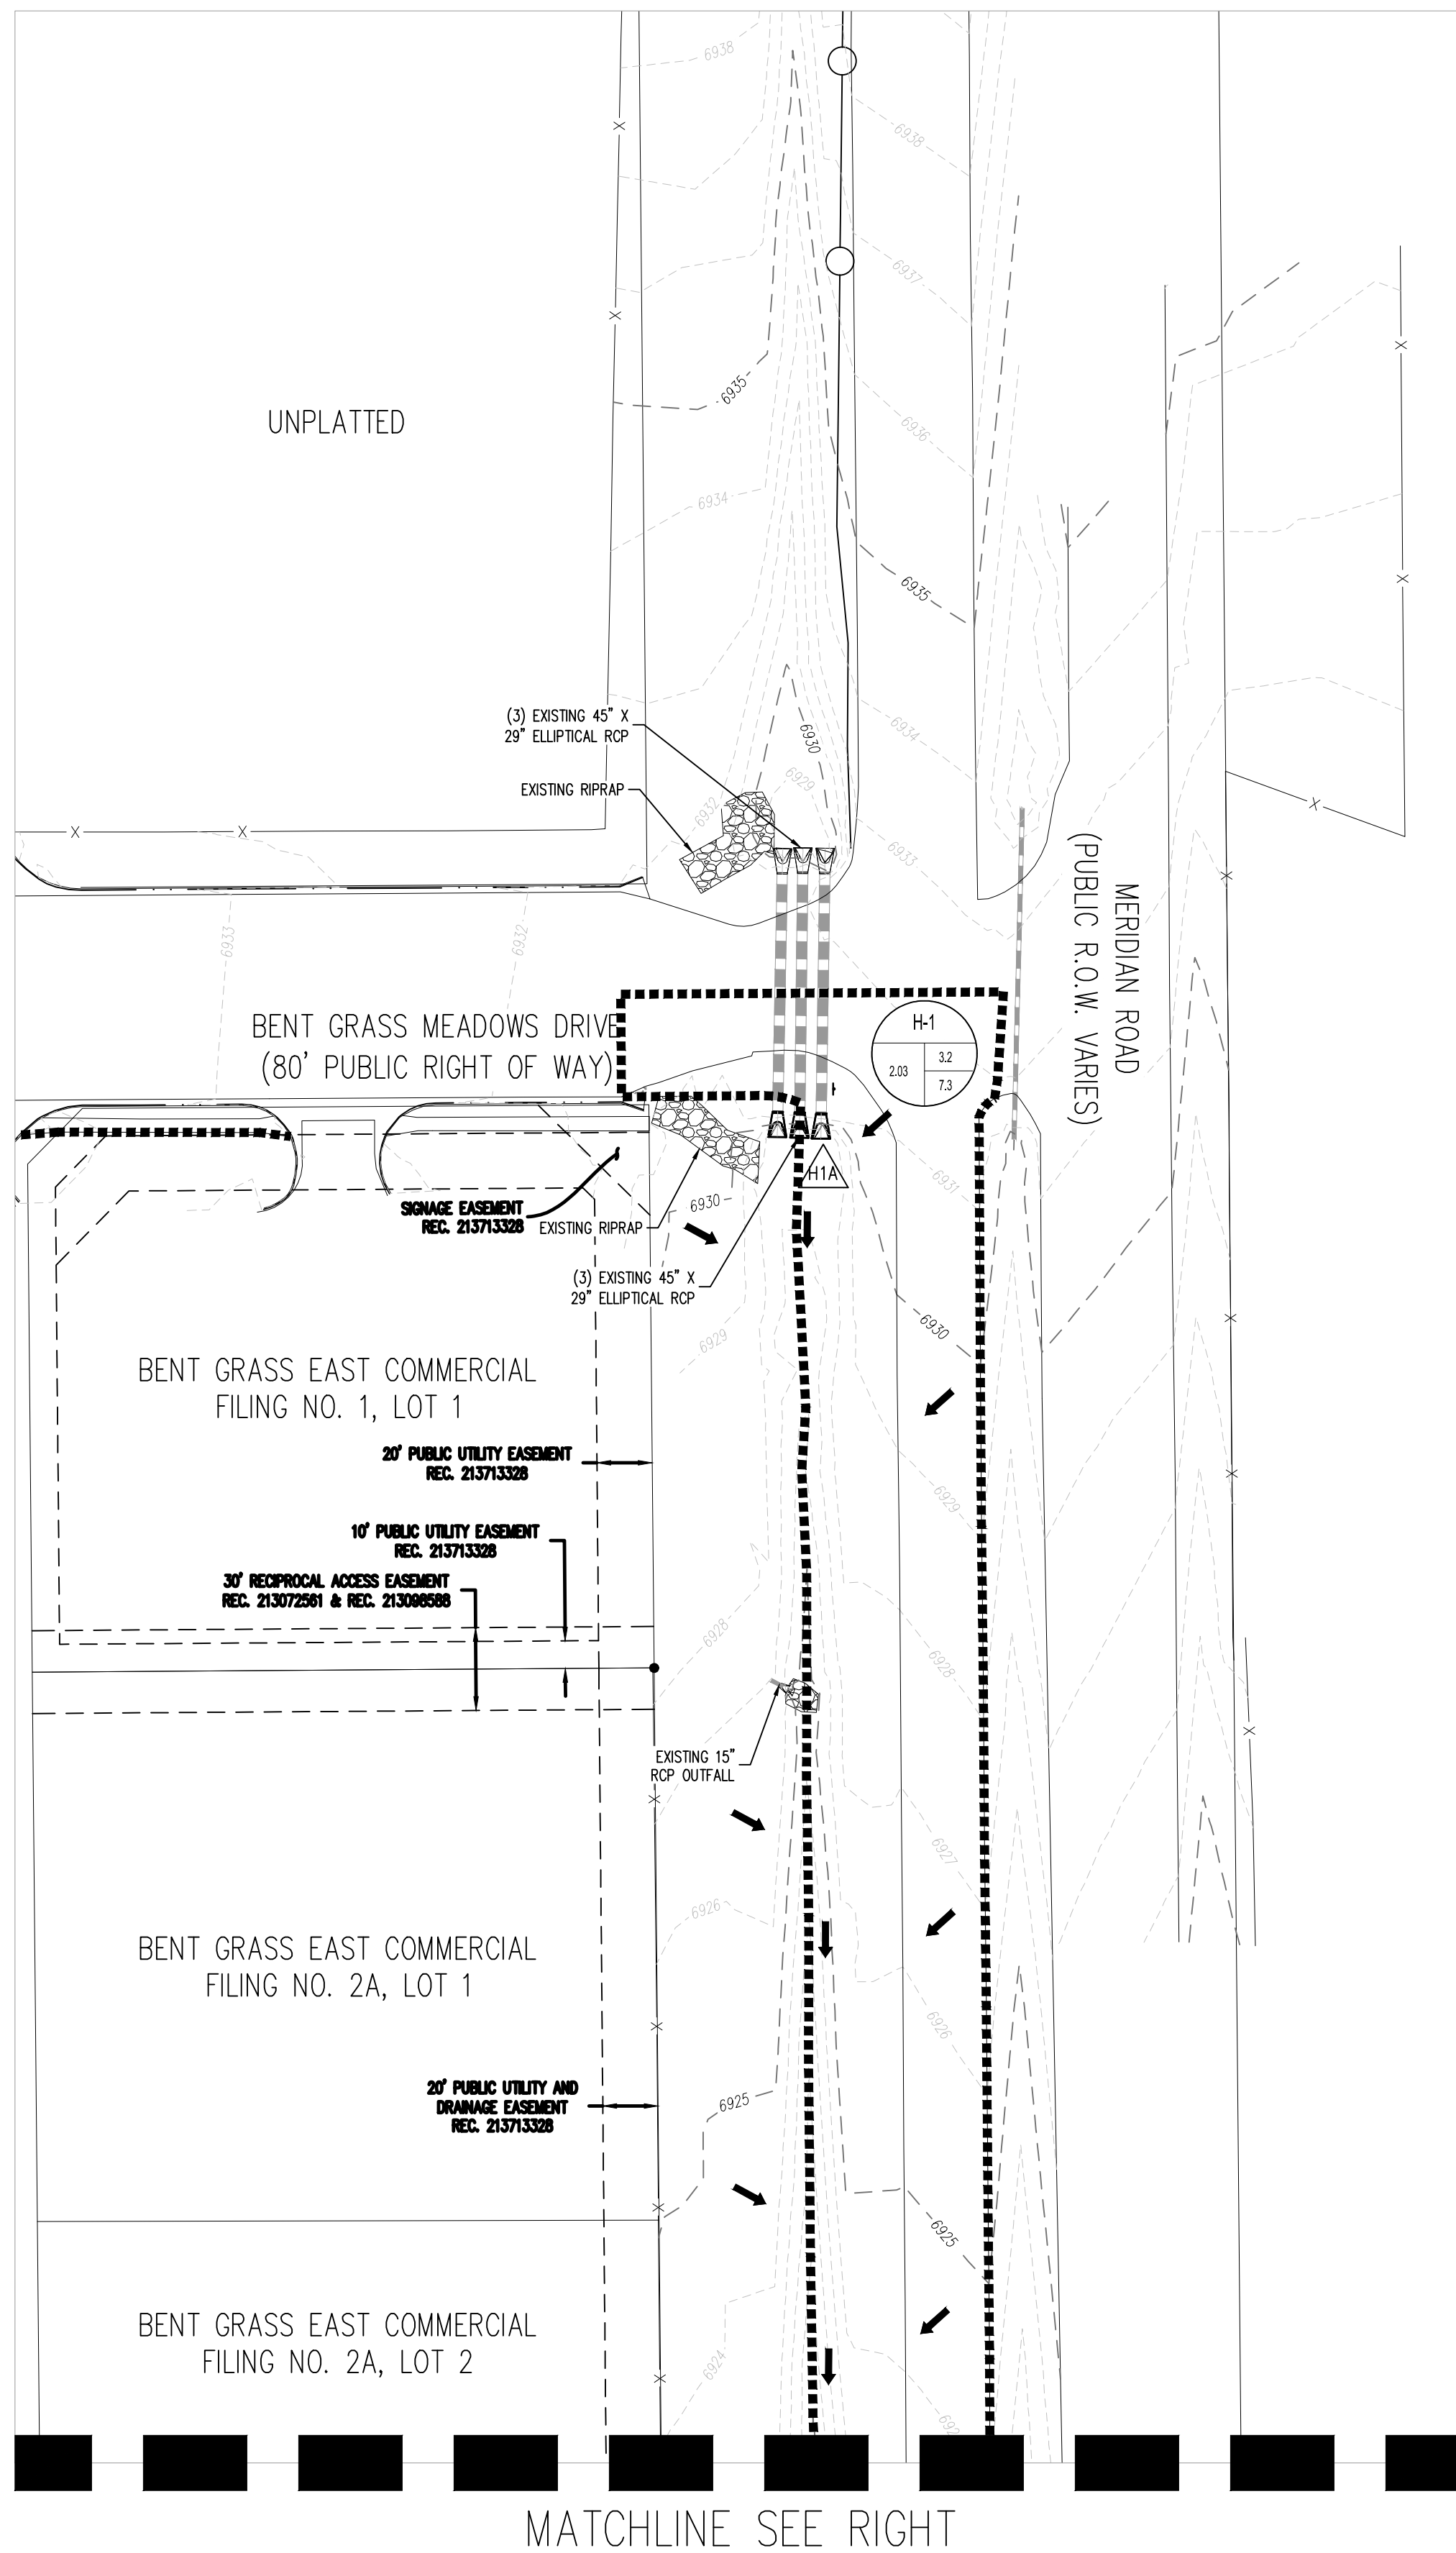 6938
6938
6937
6935
UNPLATTED
6936
6934
6935
(3) EXISTING 45" X
29" ELLIPTICAL RCP
6930
6934
EXISTING RIPRAP
6929
6932
6933
MERIDIAN ROAD
(PUBLIC R.O.W. VARIES)
6933
6932
BENT GRASS MEADOWS DRIVE
(80' PUBLIC RIGHT OF WAY)
H-1
2.03
3.2
7.3
H1A
6931
6930
SIGNAGE EASEMENT
REC. 213713328
EXISTING RIPRAP
(3) EXISTING 45" X
29" ELLIPTICAL RCP
6929
6930
BENT GRASS EAST COMMERCIAL
FILING NO. 1, LOT 1
20' PUBLIC UTILITY EASEMENT
REC. 213713328
6929
10' PUBLIC UTILITY EASEMENT
REC. 213713328
30' RECIPROCAL ACCESS EASEMENT
REC. 213072561 & REC. 213098588
6928
6928
EXISTING 15"
RCP OUTFALL
6927
6926
BENT GRASS EAST COMMERCIAL
FILING NO. 2A, LOT 1
6926
20' PUBLIC UTILITY AND
DRAINAGE EASEMENT
REC. 213713328
6925
6925
BENT GRASS EAST COMMERCIAL
FILING NO. 2A, LOT 2
6924
MATCHLINE SEE RIGHT